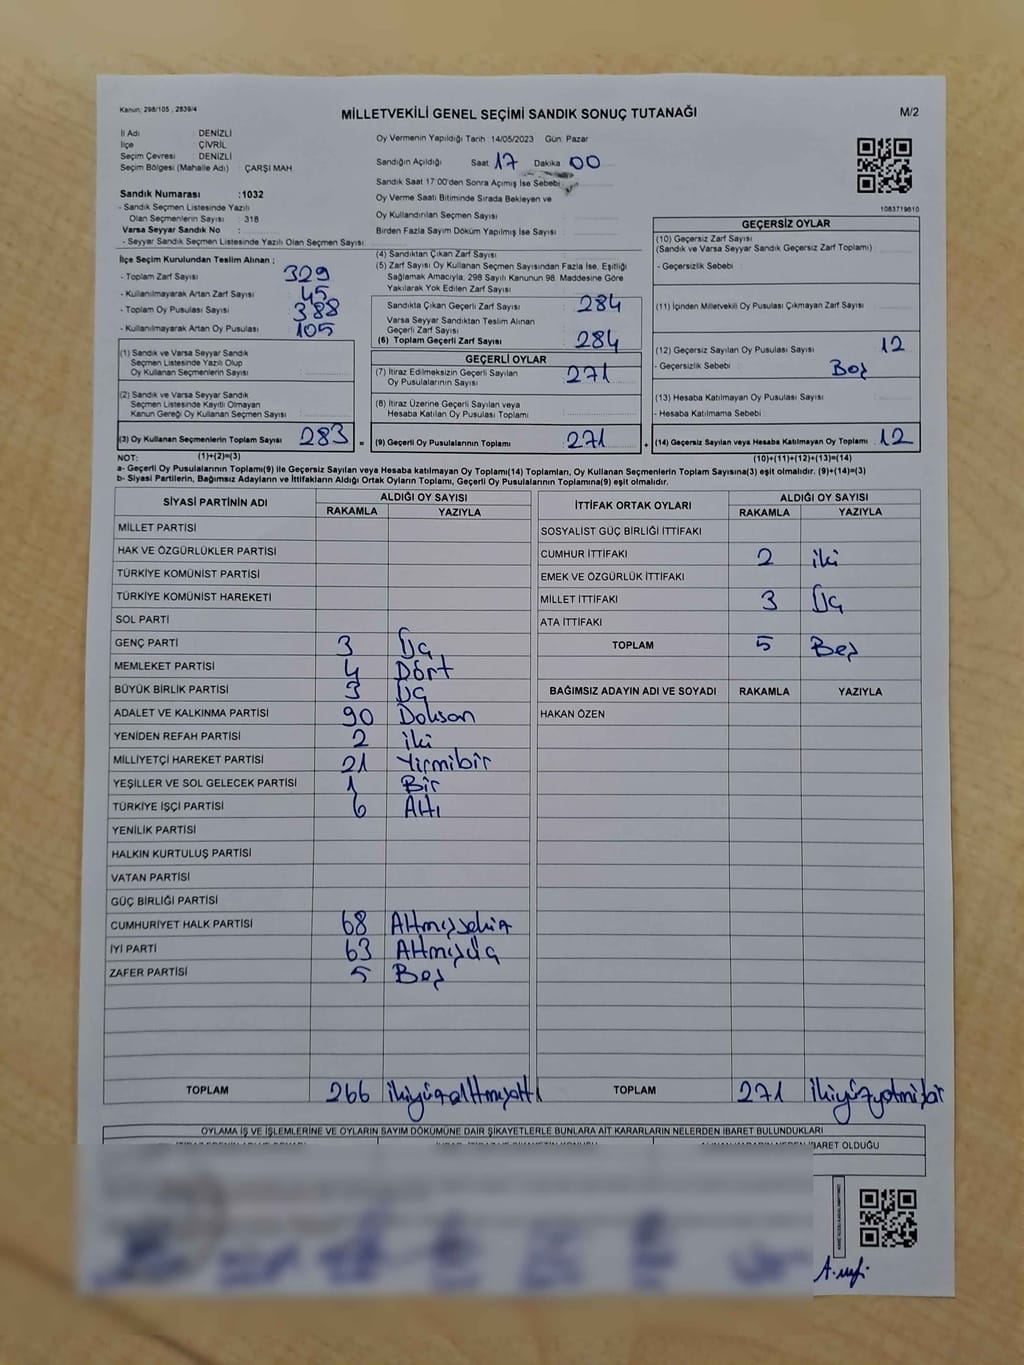 Kanun, 298/105 , 2839/4
MİLLETVEKİLİ GENEL SEÇİMİ SANDIK SONUÇ TUTANAĞI
M/2
İl Adı : DENİZLİ
İlçe : ÇİVRİL
Seçim Çevresi : DENİZLİ
Seçim Bölgesi (Mahalle Adı) : ÇARŞI MAH
Sandık Numarası :1032
- Sandık Seçmen Listesinde Yazılı
Olan Seçmenlerin Sayısı : 318
Varsa Seyyar Sandık No :
- Seyyar Sandık Seçmen Listesinde Yazılı Olan Seçmen Sayısı :
Oy Vermenin Yapıldığı Tarih :14/05/2023 Gün: Pazar
Sandığın Açıldığı Saat 17 Dakika 00
Sandık Saat 17:00'den Sonra Açımış İse Sebebi :
Oy Verme Saati Bitiminde Sırada Bekleyen ve
Oy Kullandırılan Seçmen Sayısı :
Birden Fazla Sayım Döküm Yapılmış İse Sayısı :
1083719810
İlçe Seçim Kurulundan Teslim Alınan ;
- Toplam Zarf Sayısı : 329
- Kullanılmayarak Artan Zarf Sayısı : 45
- Toplam Oy Pusulası Sayısı : 388
- Kullanılmayarak Artan Oy Pusulası : 105
(1) Sandık ve Varsa Seyyar Sandık
Seçmen Listesinde Yazılı Olup
Oy Kullanan Seçmenlerin Sayısı :
(2) Sandık ve Varsa Seyyar Sandık
Seçmen Listesinde Kayıtlı Olmayan
Kanun Gereği Oy Kullanan Seçmen Sayısı :
(3) Oy Kullanan Seçmenlerin Toplam Sayısı 283 =
(4) Sandıktan Çıkan Zarf Sayısı :
(5) Zarf Sayısı Oy Kullanan Seçmen Sayısından Fazla İse, Eşitliği
Sağlamak Amacıyla, 298 Sayılı Kanunun 98. Maddesine Göre
Yakılarak Yok Edilen Zarf Sayısı :
Sandıkta Çıkan Geçerli Zarf Sayısı : 284
Varsa Seyyar Sandıktan Teslim Alınan
Geçerli Zarf Sayısı :
(6) Toplam Geçerli Zarf Sayısı : 284
GEÇERLİ OYLAR
(7) İtiraz Edilmeksizin Geçerli Sayılan
Oy Pusulalarının Sayısı : 271
(8) İtiraz Üzerine Geçerli Sayılan veya
Hesaba Katılan Oy Pusulası Toplamı :
(9) Geçerli Oy Pusulalarının Toplamı : 271 +
GEÇERSİZ OYLAR
(10) Geçersiz Zarf Sayısı
(Sandık ve Varsa Seyyar Sandık Geçersiz Zarf Toplamı) :
- Geçersizlik Sebebi :
(11) İçinden Milletvekili Oy Pusulası Çıkmayan Zarf Sayısı :
(12) Geçersiz Sayılan Oy Pusulası Sayısı : 12
- Geçersizlik Sebebi : Boş
(13) Hesaba Katılmayan Oy Pusulası Sayısı :
- Hesaba Katılmama Sebebi :
(14) Geçersiz Sayılan veya Hesaba Katılmayan Oy Toplamı : 12
NOT: (1)+(2)=(3)
(10)+(11)+(12)+(13)=(14)
a- Geçerli Oy Pusulalarının Toplamı(9) ile Geçersiz Sayılan veya Hesaba katılmayan Oy Toplamı(14) Toplamları, Oy Kullanan Seçmenlerin Toplam Sayısına(3) eşit olmalıdır. (9)+(14)=(3)
b- Siyasi Partilerin, Bağımsız Adayların ve İttifakların Aldığı Ortak Oyların Toplamı, Geçerli Oy Pusulalarının Toplamına(9) eşit olmalıdır.
SİYASİ PARTİNİN ADI ALDIĞI OY SAYISI
RAKAMLA YAZIYLA
MİLLET PARTİSİ
HAK VE ÖZGÜRLÜKLER PARTİSİ
TÜRKİYE KOMÜNİST PARTİSİ
TÜRKİYE KOMÜNİST HAREKETİ
SOL PARTİ
GENÇ PARTİ 3 Üç
MEMLEKET PARTİSİ 4 Dört
BÜYÜK BİRLİK PARTİSİ 3 Üç
ADALET VE KALKINMA PARTİSİ 90 Doksan
YENİDEN REFAH PARTİSİ 2 iki
MİLLİYETÇİ HAREKET PARTİSİ 21 Yirmibir
YEŞİLLER VE SOL GELECEK PARTİSİ 1 Bir
TÜRKİYE İŞÇİ PARTİSİ 6 Altı
YENİLİK PARTİSİ
HALKIN KURTULUŞ PARTİSİ
VATAN PARTİSİ
GÜÇ BİRLİĞİ PARTİSİ
CUMHURİYET HALK PARTİSİ 68 Altmışsekiz
İYİ PARTİ 63 Altmışüç
ZAFER PARTİSİ 5 Beş
TOPLAM 266 ikiyüzaltmışaltı
İTTİFAK ORTAK OYLARI ALDIĞI OY SAYISI
RAKAMLA YAZIYLA
SOSYALİST GÜÇ BİRLİĞİ İTTİFAKI
CUMHUR İTTİFAKI 2 iki
EMEK VE ÖZGÜRLÜK İTTİFAKI
MİLLET İTTİFAKI 3 Üç
ATA İTTİFAKI
TOPLAM 5 Beş
BAĞIMSIZ ADAYIN ADI VE SOYADI RAKAMLA YAZIYLA
HAKAN ÖZEN
TOPLAM 271 ikiyüzyetmişbir
OYLAMA İŞ VE İŞLEMLERİNE VE OYLARIN SAYIM DÖKÜMÜNE DAİR ŞİKAYETLERLE BUNLARA AİT KARARLARIN NELERDEN İBARET BULUNDUKLARI
İBARET OLDUĞU